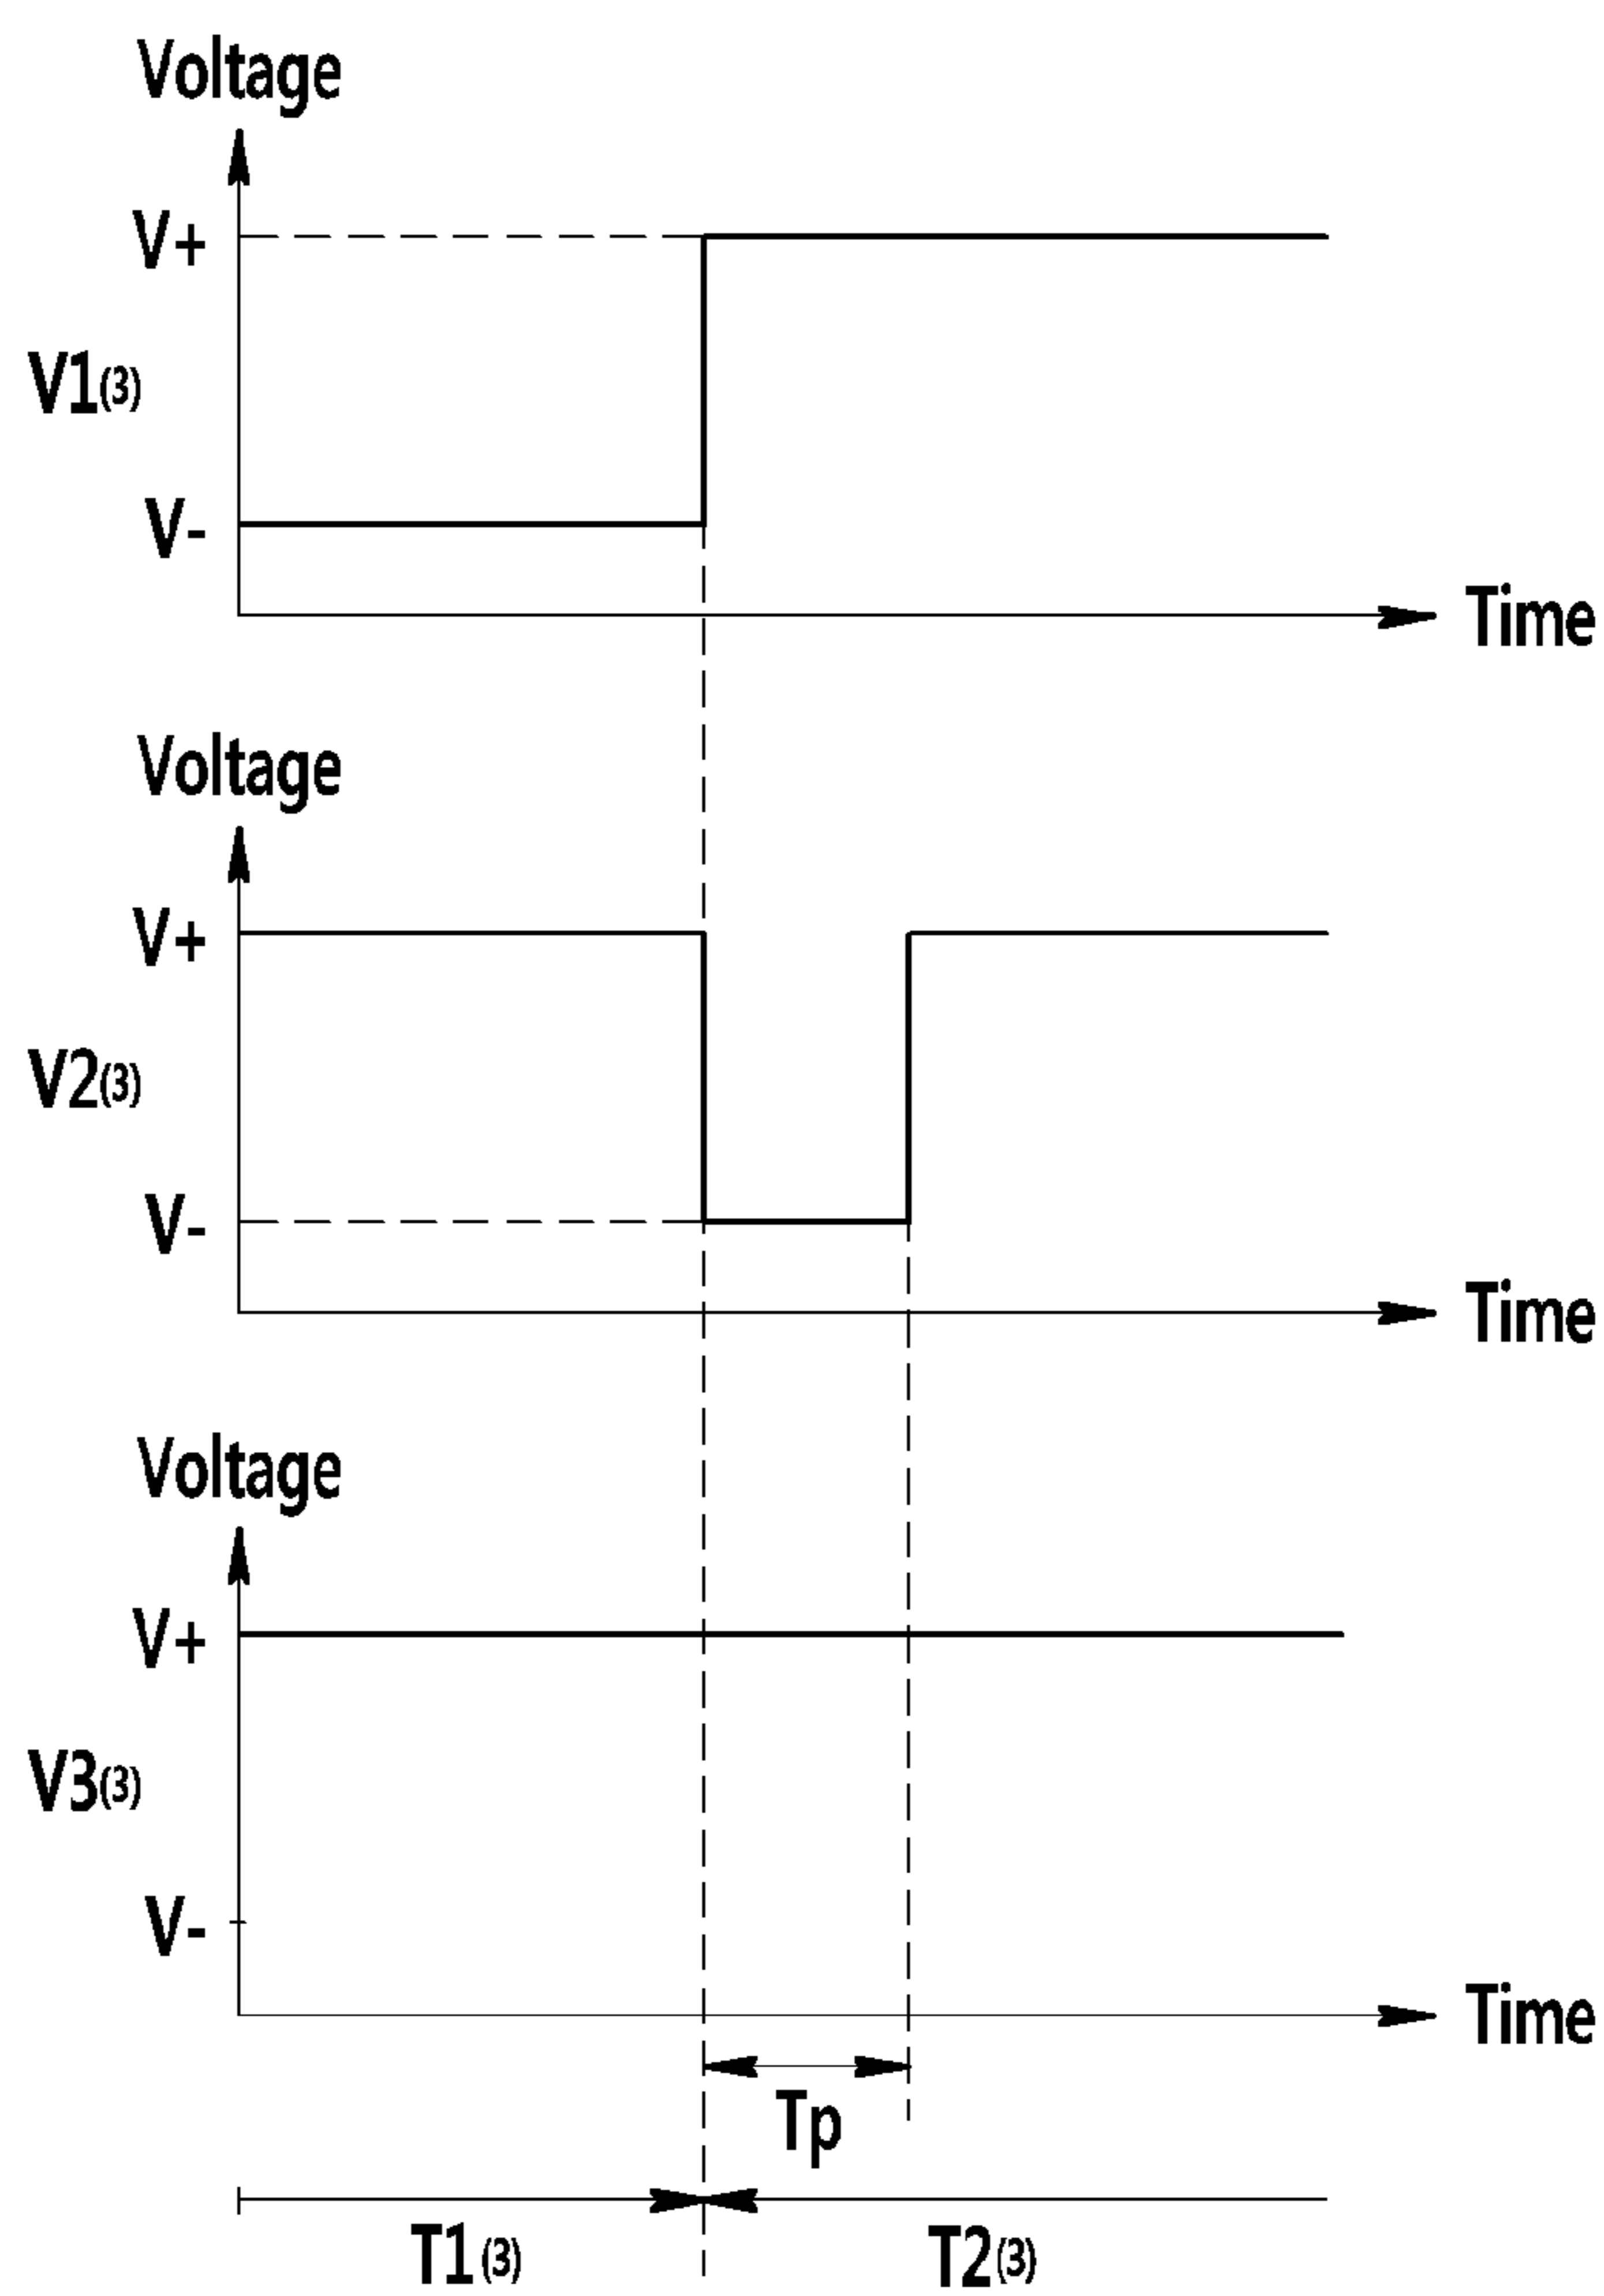 Voltage
V+
V1(3)
V-
Time
Voltage
V+
V2(3)
V-
Time
Voltage
V+
V3(3)
V-
Time
Tp
T1(3) T2(3)